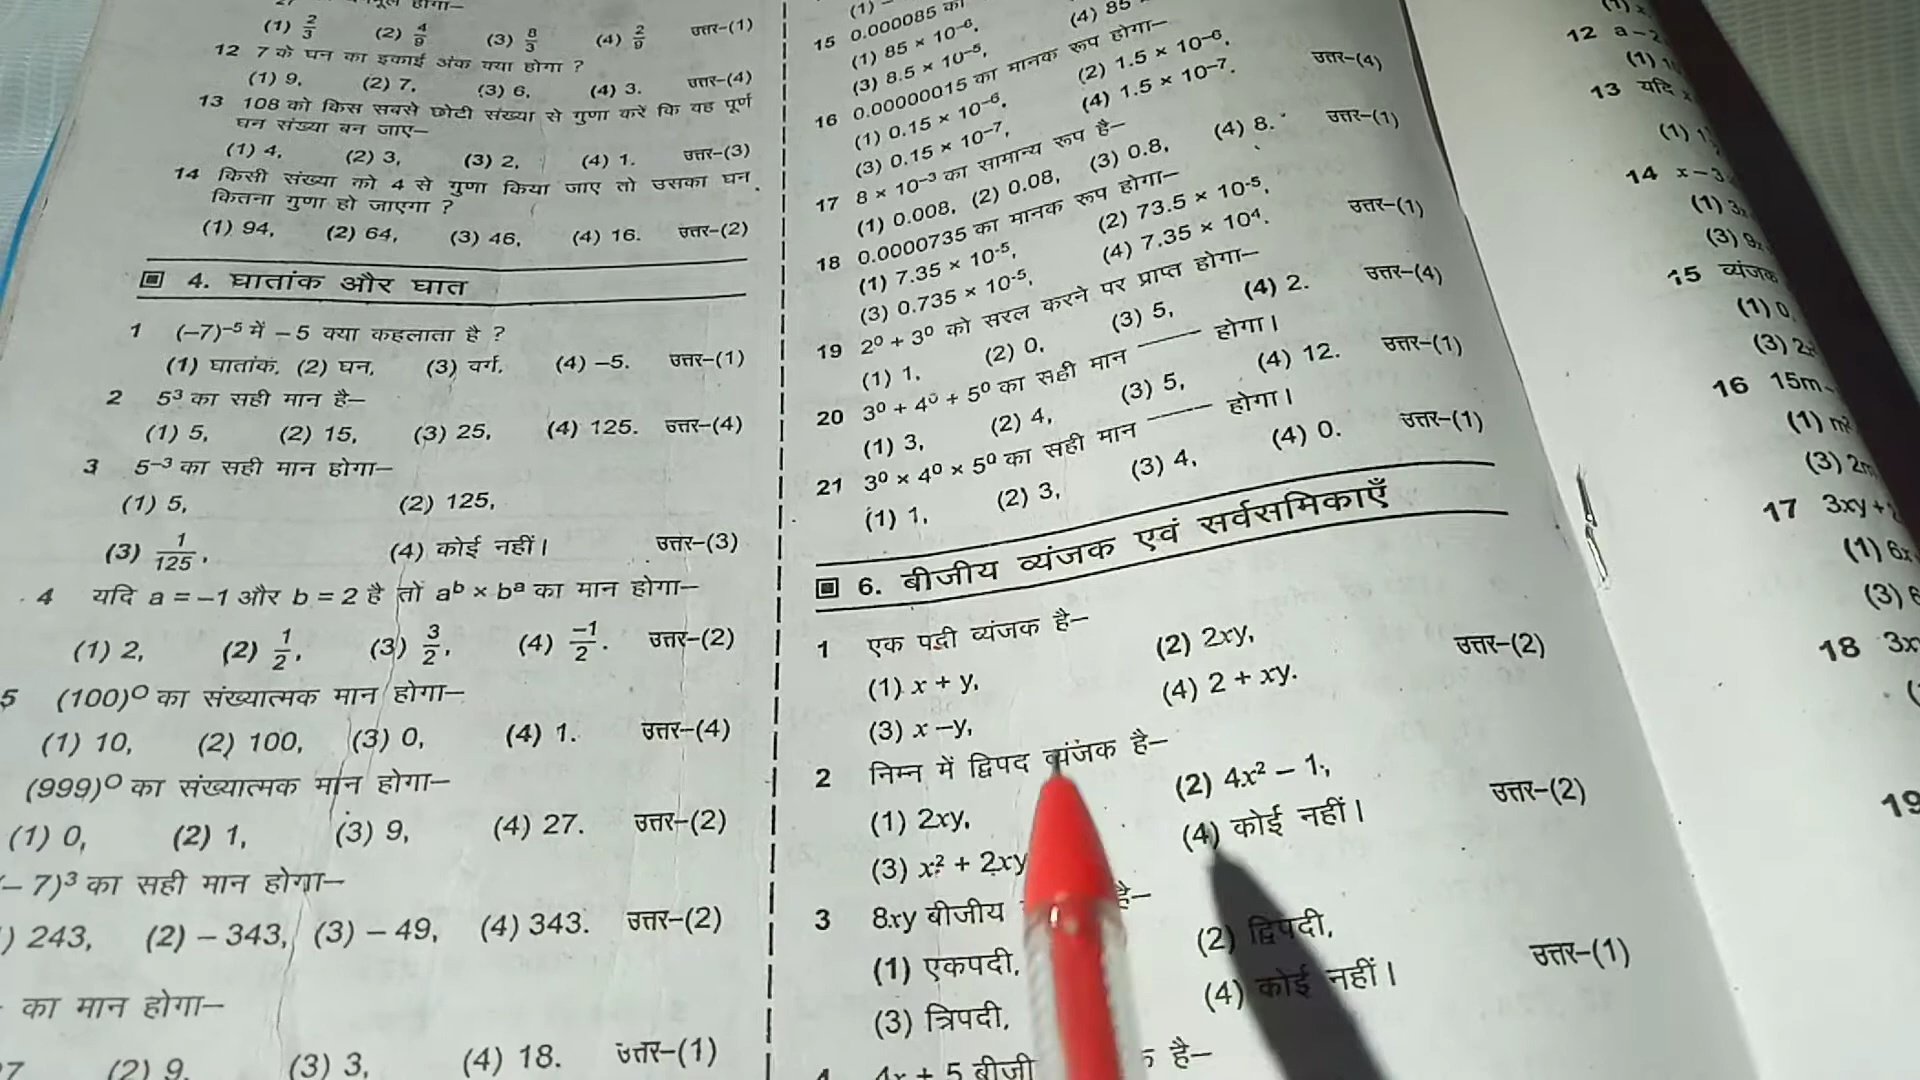 (1) 2/3 (2) 4/9 (3) 8/3 (4) 2/9 उत्तर–(1)
12 7 के घन का इकाई अंक क्या होगा ?
(1) 9, (2) 7, (3) 6, (4) 3. उत्तर–(4)
13 108 को किस सबसे छोटी संख्या से गुणा करें कि वह पूर्ण
घन संख्या बन जाए–
(1) 4, (2) 3, (3) 2, (4) 1. उत्तर–(3)
14 किसी संख्या को 4 से गुणा किया जाए तो उसका घन
कितना गुणा हो जाएगा ?
(1) 94, (2) 64, (3) 46, (4) 16. उत्तर–(2)
4. घातांक और घात
1 (–7)⁻⁵ में – 5 क्या कहलाता है ?
(1) घातांक, (2) घन, (3) वर्ग, (4) –5. उत्तर–(1)
2 5³ का सही मान है–
(1) 5, (2) 15, (3) 25, (4) 125. उत्तर–(4)
3 5⁻³ का सही मान होगा–
(1) 5, (2) 125,
(3) 1/125, (4) कोई नहीं। उत्तर–(3)
4 यदि a = –1 और b = 2 है तो aᵇ × bᵃ का मान होगा–
(1) 2, (2) 1/2, (3) 3/2, (4) –1/2. उत्तर–(2)
5 (100)⁰ का संख्यात्मक मान होगा–
(1) 10, (2) 100, (3) 0, (4) 1. उत्तर–(4)
(999)⁰ का संख्यात्मक मान होगा–
(1) 0, (2) 1, (3) 9, (4) 27. उत्तर–(2)
– 7)³ का सही मान होगा–
) 243, (2) – 343, (3) – 49, (4) 343. उत्तर–(2)
का मान होगा–
(2) 9, (3) 3, (4) 18. उत्तर–(1)
15 0.000085 का
(1) 85 × 10⁻⁶, (4) 85
(3) 8.5 × 10⁻⁵,
16 0.00000015 का मानक रूप होगा–
(1) 0.15 × 10⁻⁶, (2) 1.5 × 10⁻⁶,
(3) 0.15 × 10⁻⁷, (4) 1.5 × 10⁻⁷. उत्तर–(4)
17 8 × 10⁻³ का सामान्य रूप है–
(1) 0.008, (2) 0.08, (3) 0.8, (4) 8. उत्तर–(1)
18 0.0000735 का मानक रूप होगा–
(1) 7.35 × 10⁻⁵, (2) 73.5 × 10⁻⁵,
(3) 0.735 × 10⁻⁵, (4) 7.35 × 10⁴. उत्तर–(1)
19 2⁰ + 3⁰ को सरल करने पर प्राप्त होगा–
(1) 1, (2) 0, (3) 5, (4) 2. उत्तर–(4)
20 3⁰ + 4⁰ + 5⁰ का सही मान —— होगा।
(1) 3, (2) 4, (3) 5, (4) 12. उत्तर–(1)
21 3⁰ × 4⁰ × 5⁰ का सही मान —— होगा।
(1) 1, (2) 3, (3) 4, (4) 0. उत्तर–(1)
6. बीजीय व्यंजक एवं सर्वसमिकाएँ
1 एक पदी व्यंजक है–
(1) x + y, (2) 2xy,
(3) x – y, (4) 2 + xy. उत्तर–(2)
2 निम्न में द्विपद व्यंजक है–
(1) 2xy, (2) 4x² – 1,
(3) x² + 2xy (4) कोई नहीं। उत्तर–(2)
3 8xy बीजीय है–
(1) एकपदी, (2) द्विपदी,
(3) त्रिपदी, (4) कोई नहीं। उत्तर–(1)
4x + 5 है–
12 a – 2
13 यदि
14 x – 3
15 व्यंजक
(1) 0,
16 15m
17 3xy +
18 3x
19